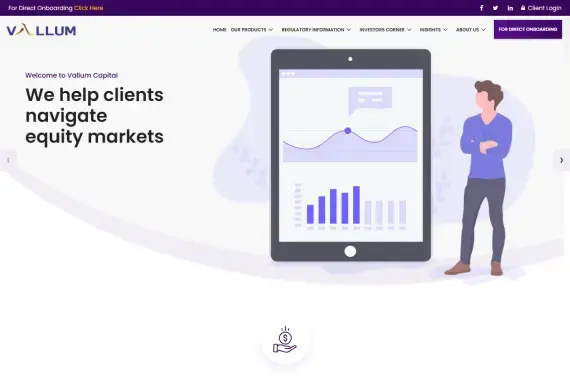 For Direct Onboarding Click Here
Client Login
VALLUM
HOME OUR PRODUCTS REGULATORY INFORMATION INVESTORS CORNER INSIGHTS ABOUT US FOR DIRECT ONBOARDING
Welcome to Vallum Capital
We help clients
navigate
equity markets